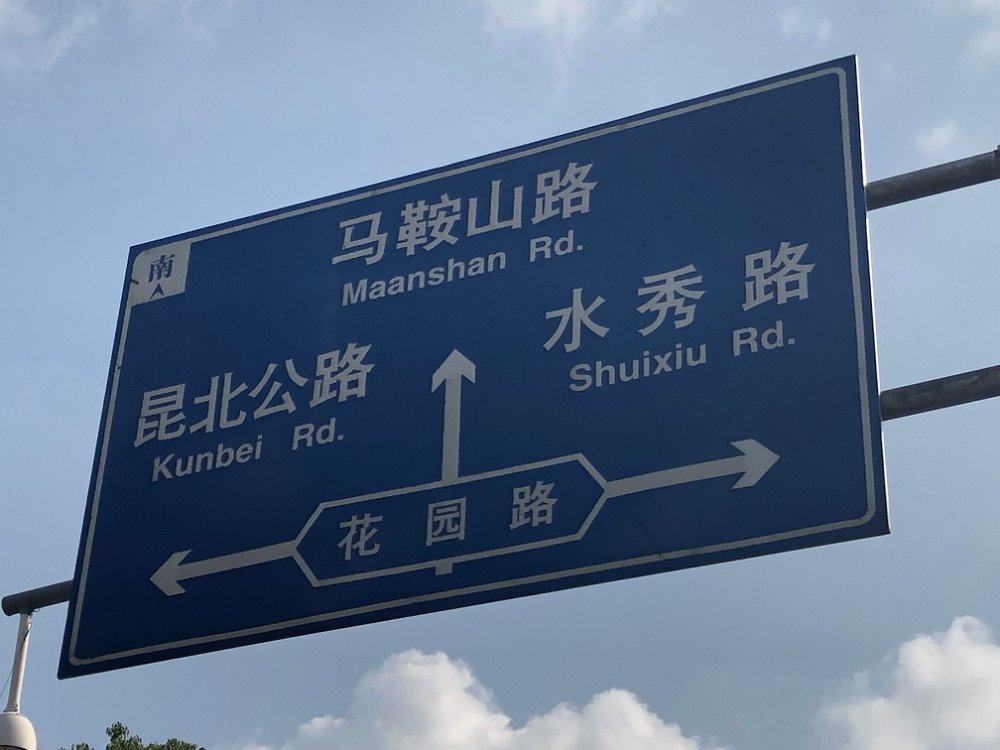 南
马鞍山路
Maanshan Rd.
水秀路
Shuixiu Rd.
昆北公路
Kunbei Rd.
花园路